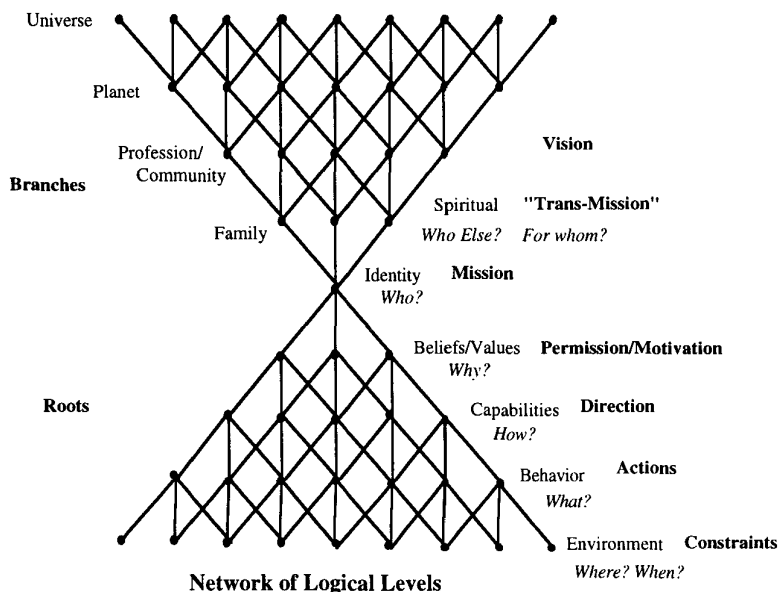 Universe
Planet
Vision
Profession/
Community
Branches
Spiritual "Trans-Mission"
Family
Who Else? For whom?
Identity Mission
Who?
Beliefs/Values Permission/Motivation
Why?
Roots
Capabilities Direction
How?
Behavior Actions
What?
Environment Constraints
Where? When?
Network of Logical Levels